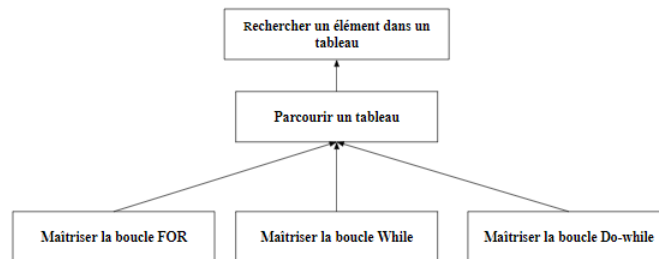 Rechercher un élément dans un
tableau
Parcourir un tableau
Maîtriser la boucle FOR
Maîtriser la boucle While
Maîtriser la boucle Do-while